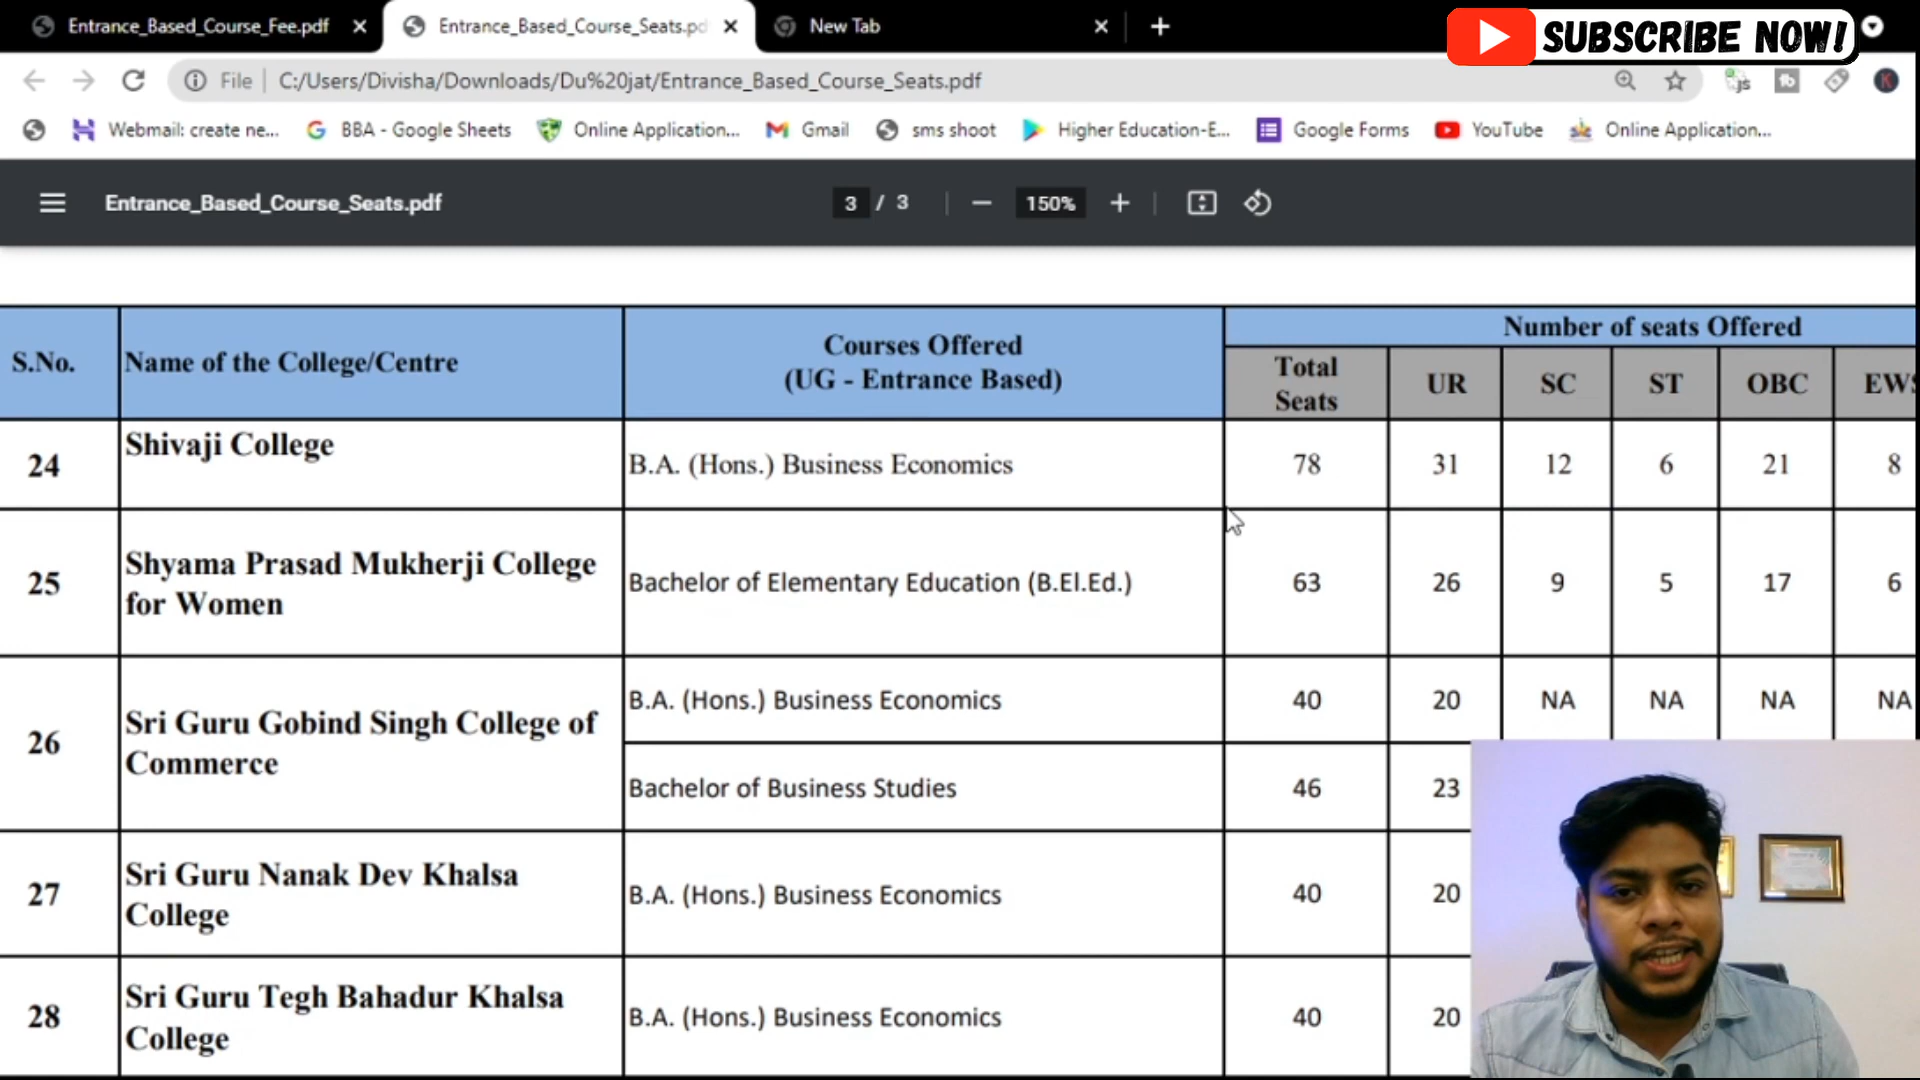 Entrance_Based_Course_Fee.pdf
Entrance_Based_Course_Seats.pd
New Tab
SUBSCRIBE NOW!
File
C:/Users/Divisha/Downloads/Du%20jat/Entrance_Based_Course_Seats.pdf
Webmail: create ne...
BBA - Google Sheets
Online Application...
Gmail
sms shoot
Higher Education-E...
Google Forms
YouTube
Online Application...
Entrance_Based_Course_Seats.pdf
3 / 3
150%
S.No.
Name of the College/Centre
Courses Offered
(UG - Entrance Based)
Number of seats Offered
Total
Seats
UR
SC
ST
OBC
EWS
24
Shivaji College
B.A. (Hons.) Business Economics
78
31
12
6
21
8
25
Shyama Prasad Mukherji College
for Women
Bachelor of Elementary Education (B.El.Ed.)
63
26
9
5
17
6
26
Sri Guru Gobind Singh College of
Commerce
B.A. (Hons.) Business Economics
40
20
NA
NA
NA
NA
Bachelor of Business Studies
46
23
27
Sri Guru Nanak Dev Khalsa
College
B.A. (Hons.) Business Economics
40
20
28
Sri Guru Tegh Bahadur Khalsa
College
B.A. (Hons.) Business Economics
40
20